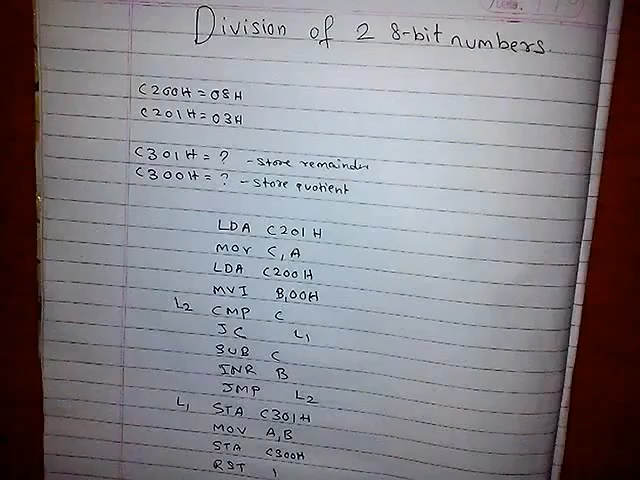 Division of 2 8-bit numbers.
C200H = 08H
C201H = 03H
C301H = ? - store remainder
C300H = ? - store quotient
LDA C201H
MOV C, A
LDA C200H
MVI B, 00H
L2 CMP C
JC L1
SUB C
INR B
JMP L2
L1 STA C301H
MOV A, B
STA C300H
RST 1